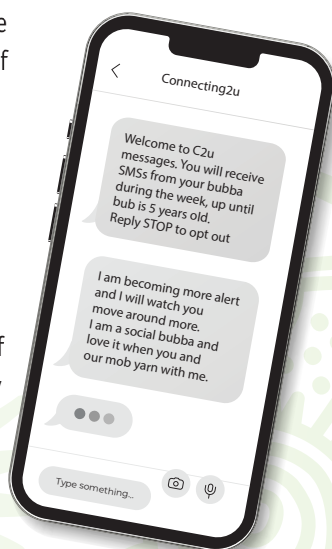 e
f
Connecting2u
Welcome to C2u
messages. You will receive
SMSs from your bubba
during the week, up until
bub is 5 years old.
Reply STOP to opt out
I am becoming more alert
and I will watch you
move around more.
I am a social bubba and
love it when you and
our mob yarn with me.
f
Type something...